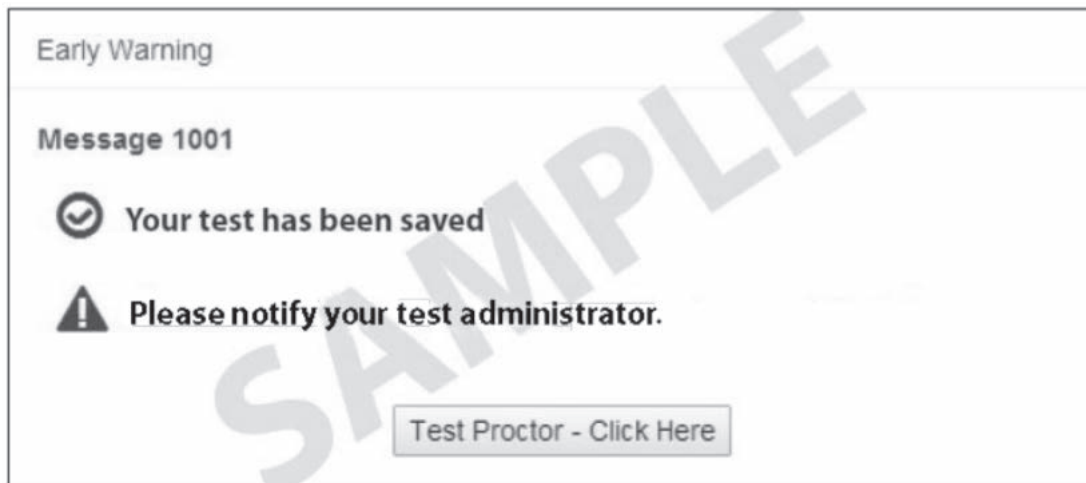 Early Warning
Message 1001
Your test has been saved
Please notify your test administrator.
Test Proctor - Click Here
SAMPLE